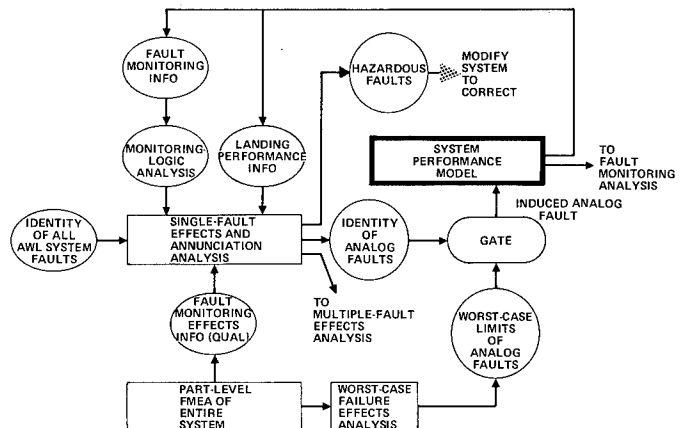 FAULT
MONITORING
INFO
HAZARDOUS
FAULTS
MODIFY
SYSTEM
TO
CORRECT
MONITORING-
LOGIC
ANALYSIS
LANDING
PERFORMANCE
INFO
SYSTEM
PERFORMANCE
MODEL
TO
FAULT
MONITORING
ANALYSIS
INDUCED ANALOG
FAULT
IDENTITY
OF ALL
AWL SYSTEM
FAULTS
SINGLE-FAULT
EFFECTS AND
ANNUNCIATION
ANALYSIS
IDENTITY
OF
ANALOG
FAULTS
GATE
FAULT
MONITORING
EFFECTS
INFO (QUAL)
TO
MULTIPLE-FAULT
EFFECTS
ANALYSIS
WORST-CASE
LIMITS
OF
ANALOG
FAULTS
PART-LEVEL
FMEA OF
ENTIRE
SYSTEM
WORST-CASE
FAILURE
EFFECTS
ANALYSIS